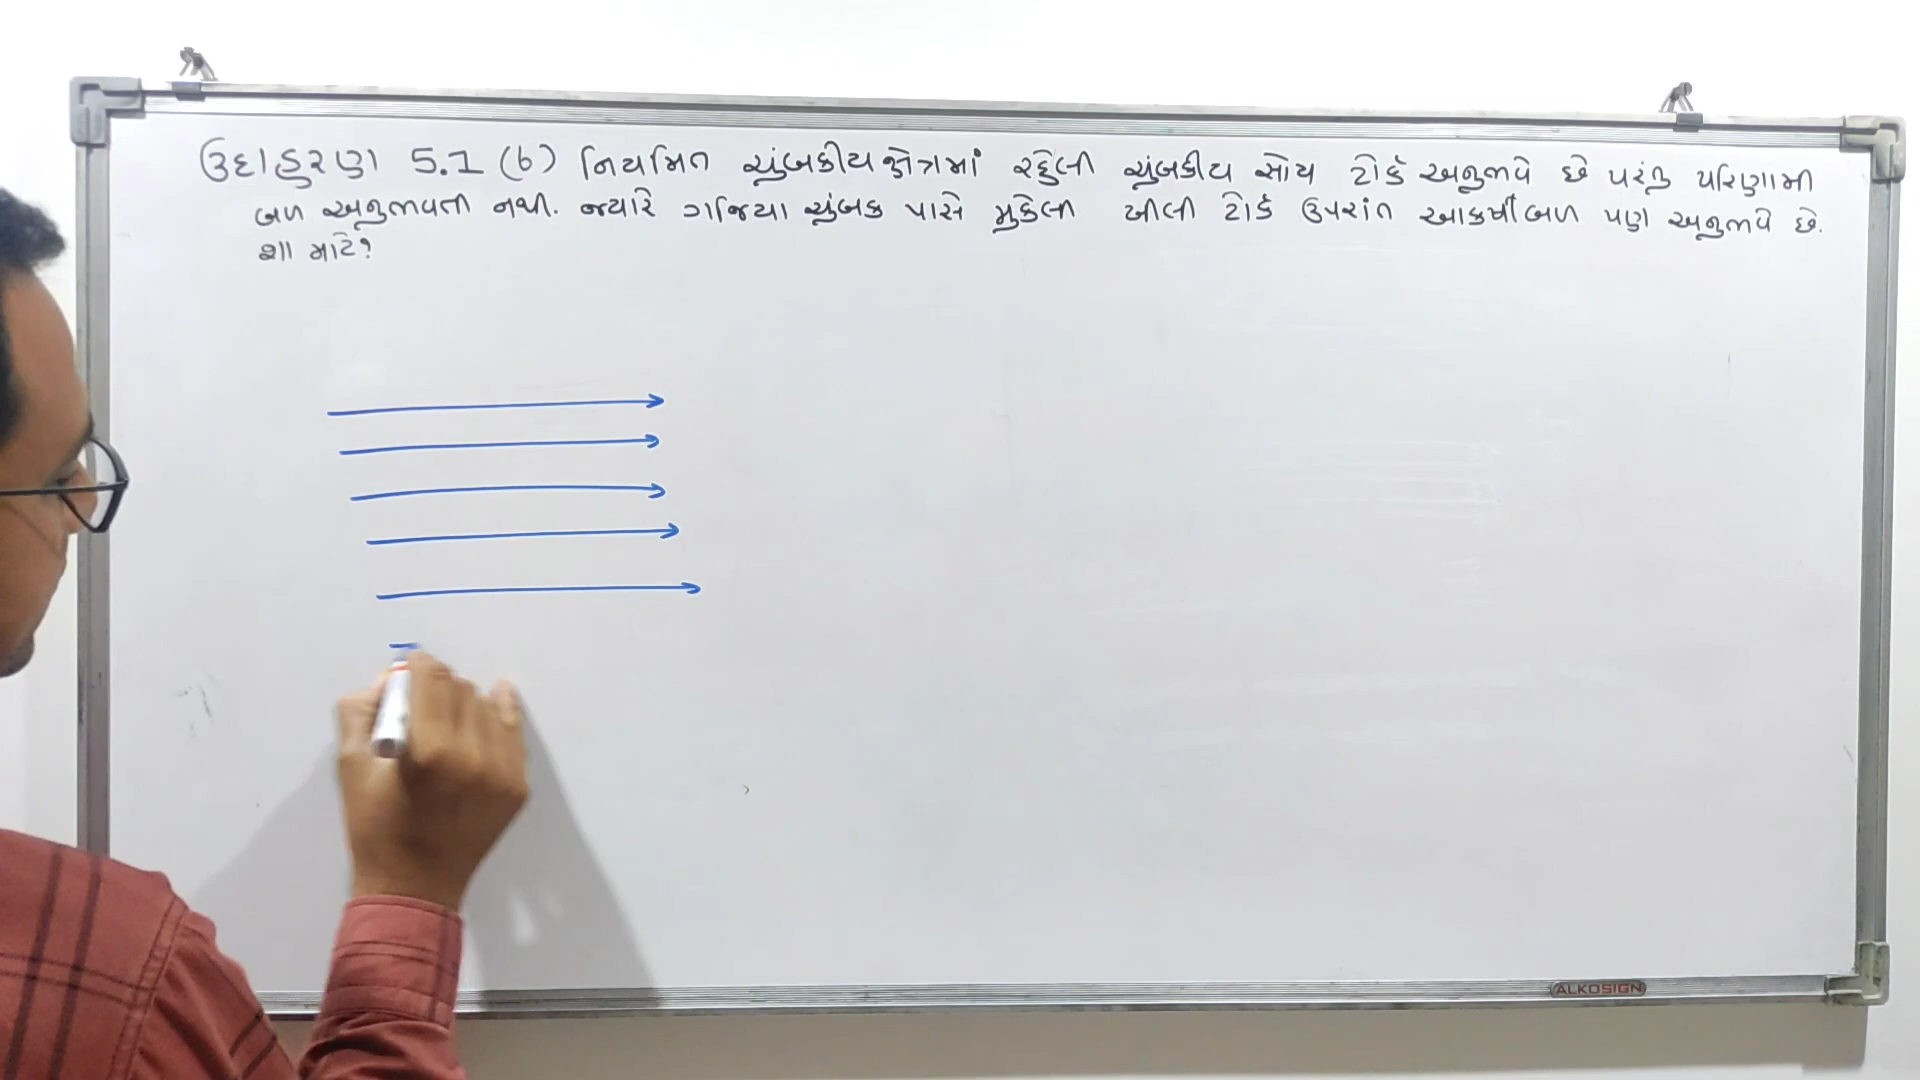 ઉદાહરણ 5.1 (b) નિયમિત ચુંબકીયક્ષેત્રમાં રહેલી ચુંબકીય સોય ટોર્ક અનુભવે છે પરંતુ પરિણામી
બળ અનુભવતી નથી. જ્યારે ગજિયા ચુંબક પાસે મુકેલી ખીલી ટોર્ક ઉપરાંત આકર્ષીબળ પણ અનુભવે છે.
શા માટે?
ALKOSIGN